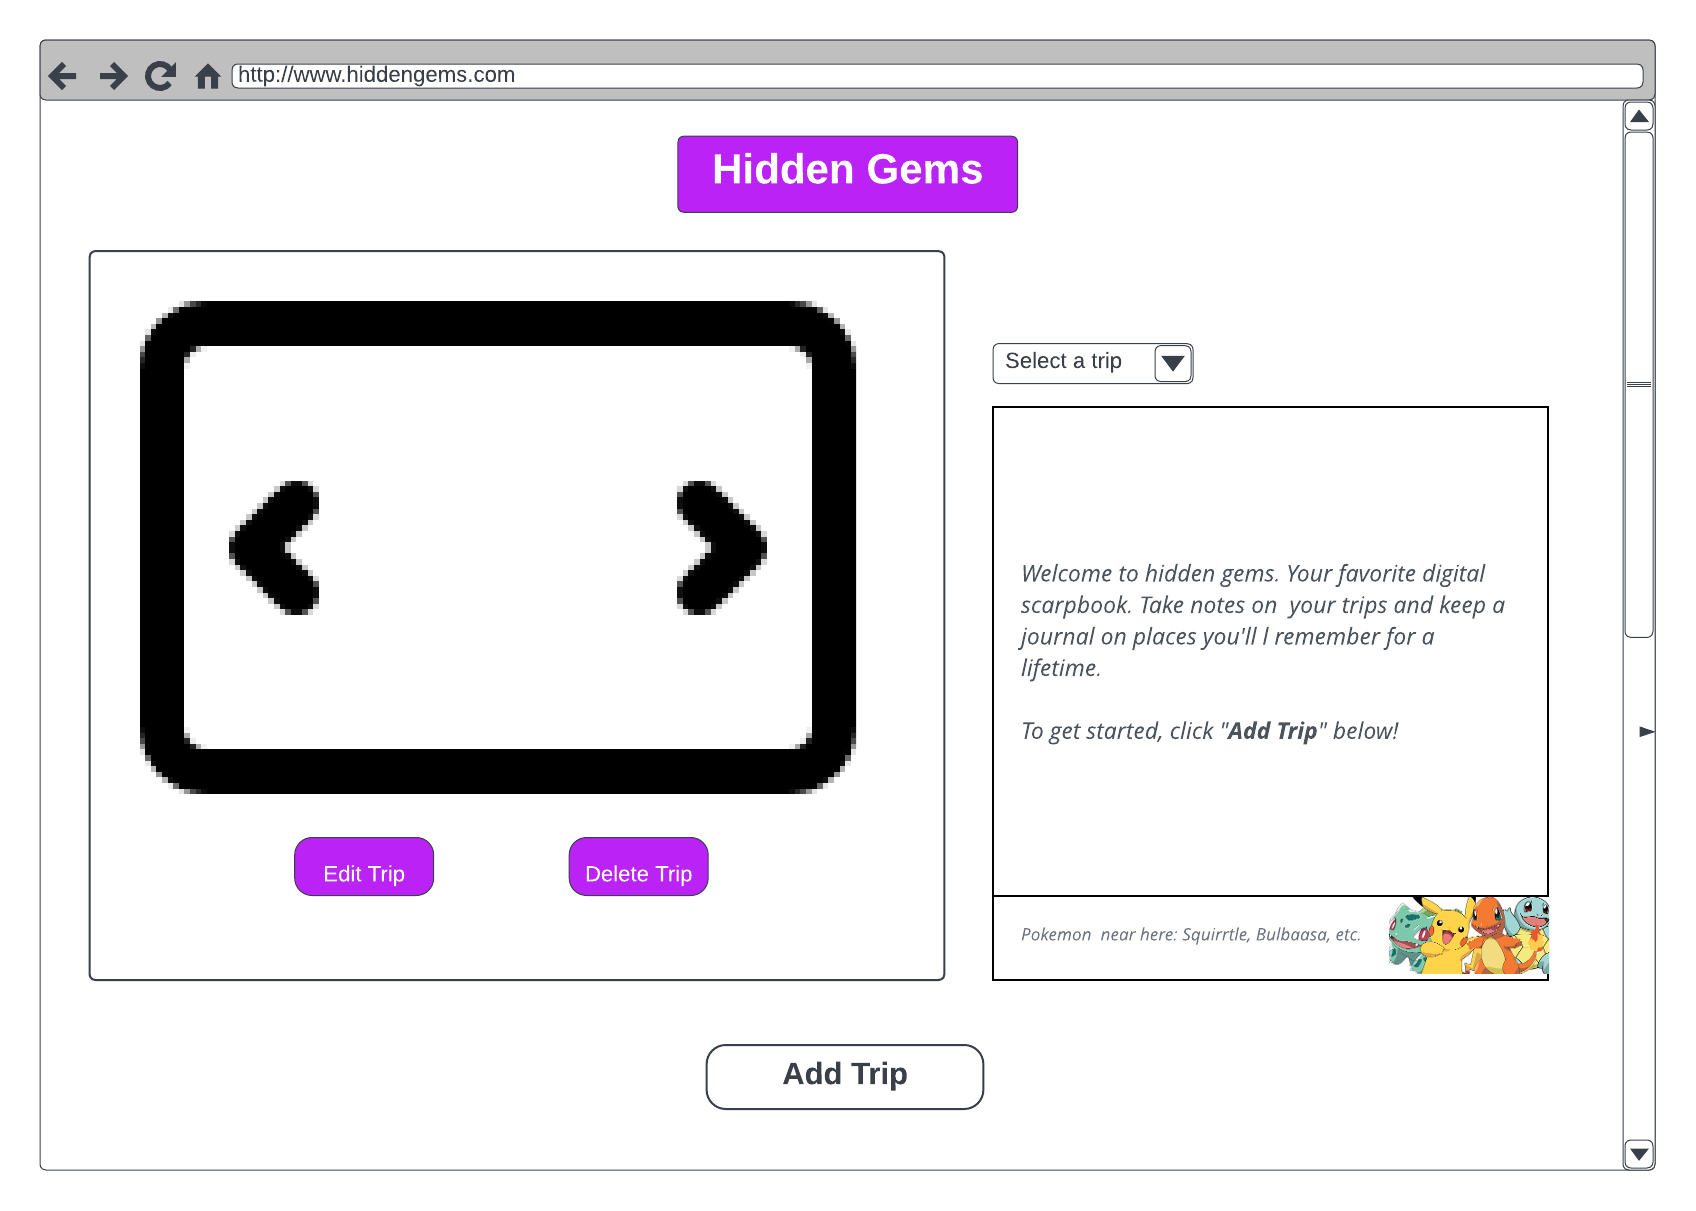 http://www.hiddengems.com
Hidden Gems
Select a trip
Welcome to hidden gems. Your favorite digital
scarpbook. Take notes on  your trips and keep a
journal on places you'll l remember for a
lifetime.
To get started, click "Add Trip" below!
Edit Trip
Delete Trip
Pokemon  near here: Squirrtle, Bulbaasa, etc.
Add Trip